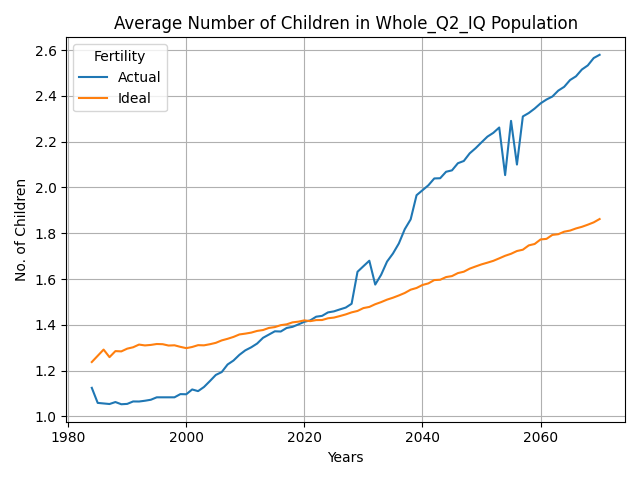 Average Number of Children in Whole_Q2_IQ Population
Fertility
Actual
Ideal
No. of Children
2.6
2.4
2.2
2.0
1.8
1.6
1.4
1.2
1.0
1980
2000
2020
2040
2060
Years